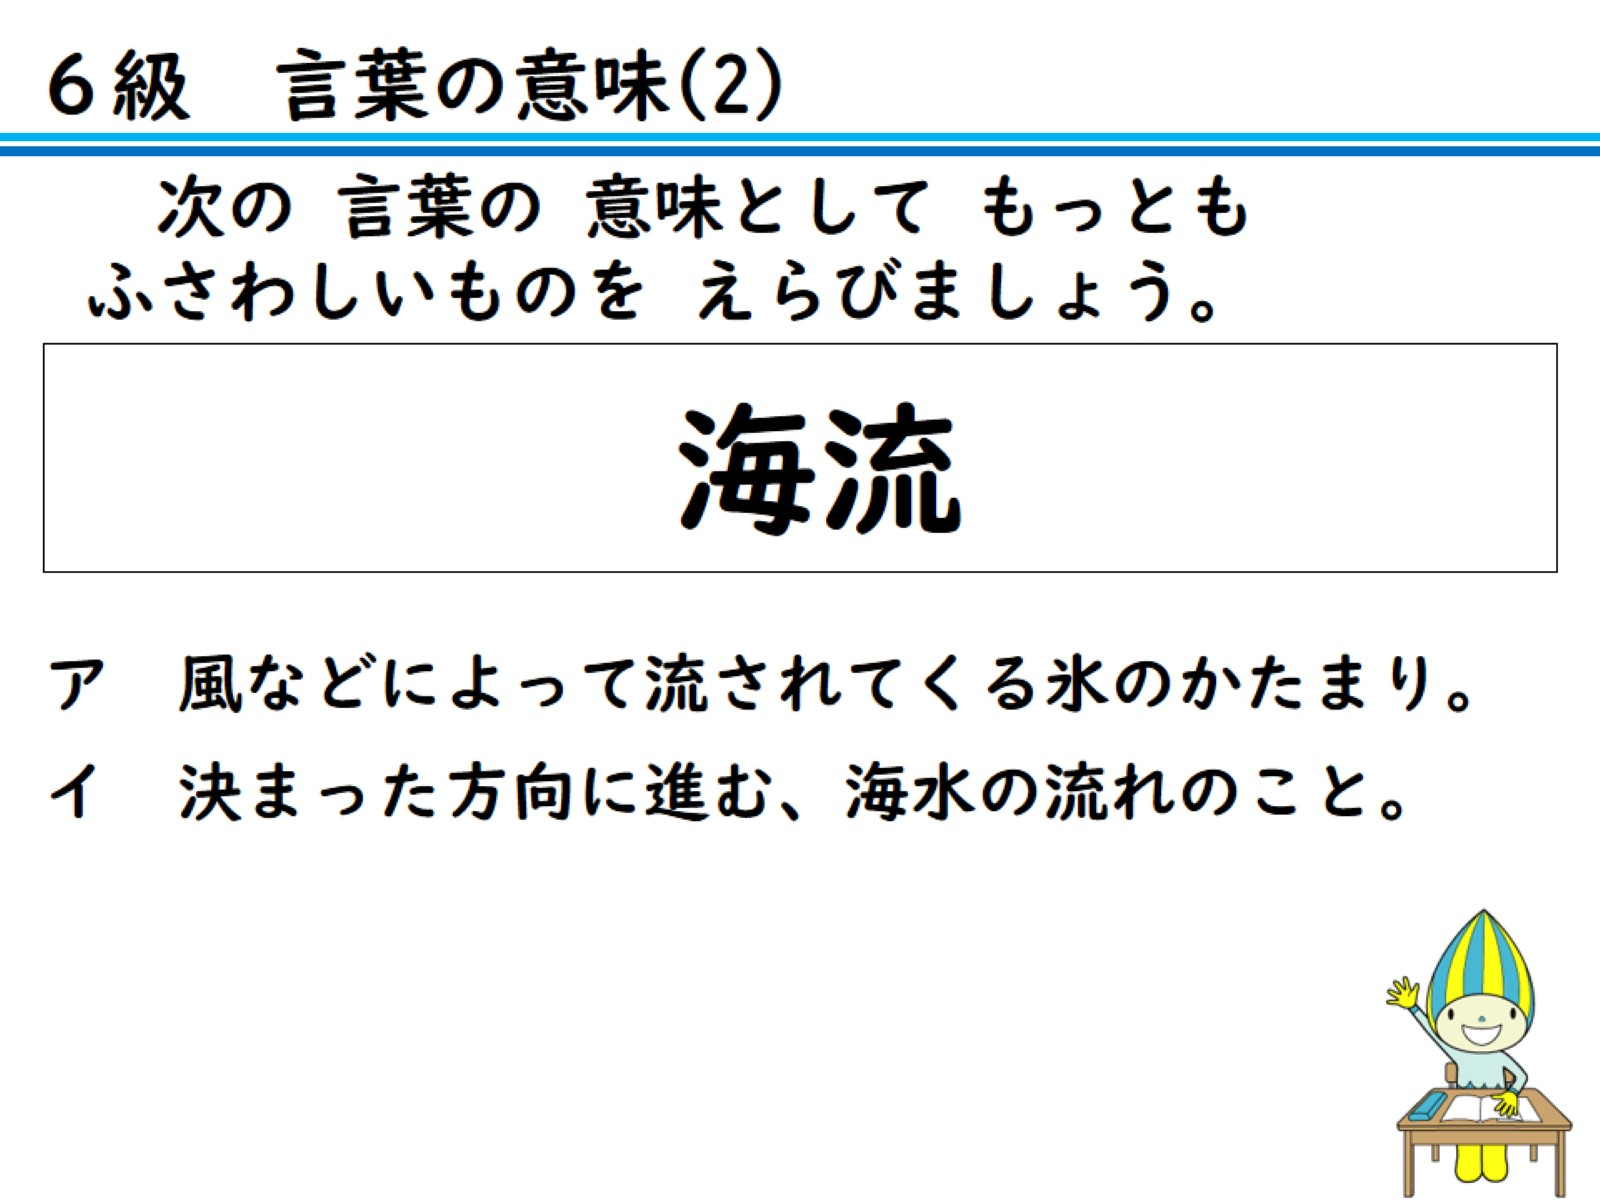 ６級　言葉の意味(2)
次の 言葉の 意味として もっとも
ふさわしいものを えらびましょう。
海流
ア　風などによって流されてくる氷のかたまり。
イ　決まった方向に進む、海水の流れのこと。